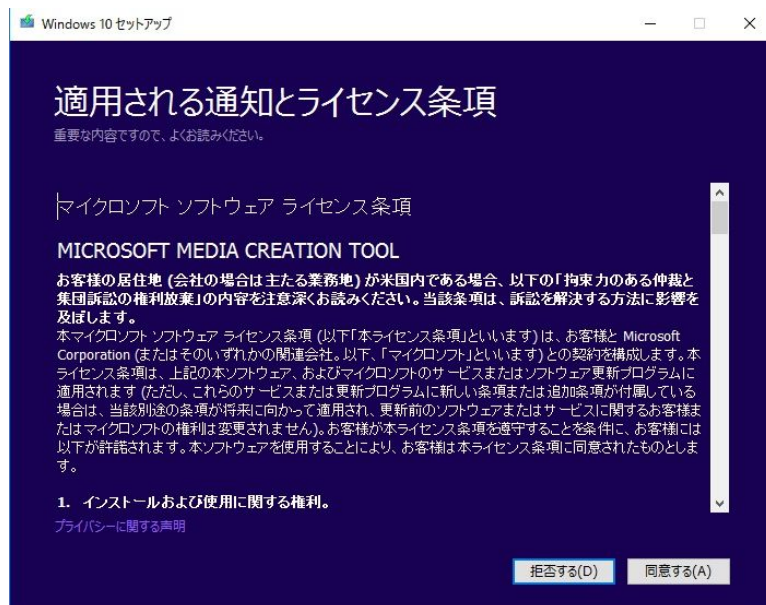 Windows 10 セットアップ
適用される通知とライセンス条項
重要な内容ですので、よくお読みください。
マイクロソフト ソフトウェア ライセンス条項
MICROSOFT MEDIA CREATION TOOL
お客様の居住地 (会社の場合は主たる業務地) が米国内である場合、以下の「拘束力のある仲裁と
集団訴訟の権利放棄」の内容を注意深くお読みください。当該条項は、訴訟を解決する方法に影響を
及ぼします。
本マイクロソフト ソフトウェア ライセンス条項 (以下「本ライセンス条項」といいます) は、お客様と Microsoft
Corporation (またはそのいずれかの関連会社。以下、「マイクロソフト」といいます) との契約を構成します。本
ライセンス条項は、上記の本ソフトウェア、およびマイクロソフトのサービスまたはソフトウェア更新プログラムに
適用されます (ただし、これらのサービスまたは更新プログラムに新しい条項または追加条項が付属している
場合は、当該別途の条項が将来に向かって適用され、更新前のソフトウェアまたはサービスに関するお客様ま
たはマイクロソフトの権利は変更されません)。お客様が本ライセンス条項を遵守することを条件に、お客様には
以下が許諾されます。本ソフトウェアを使用することにより、お客様は本ライセンス条項に同意されたものとしま
す。
1. インストールおよび使用に関する権利。
プライバシーに関する声明
拒否する(D) 同意する(A)